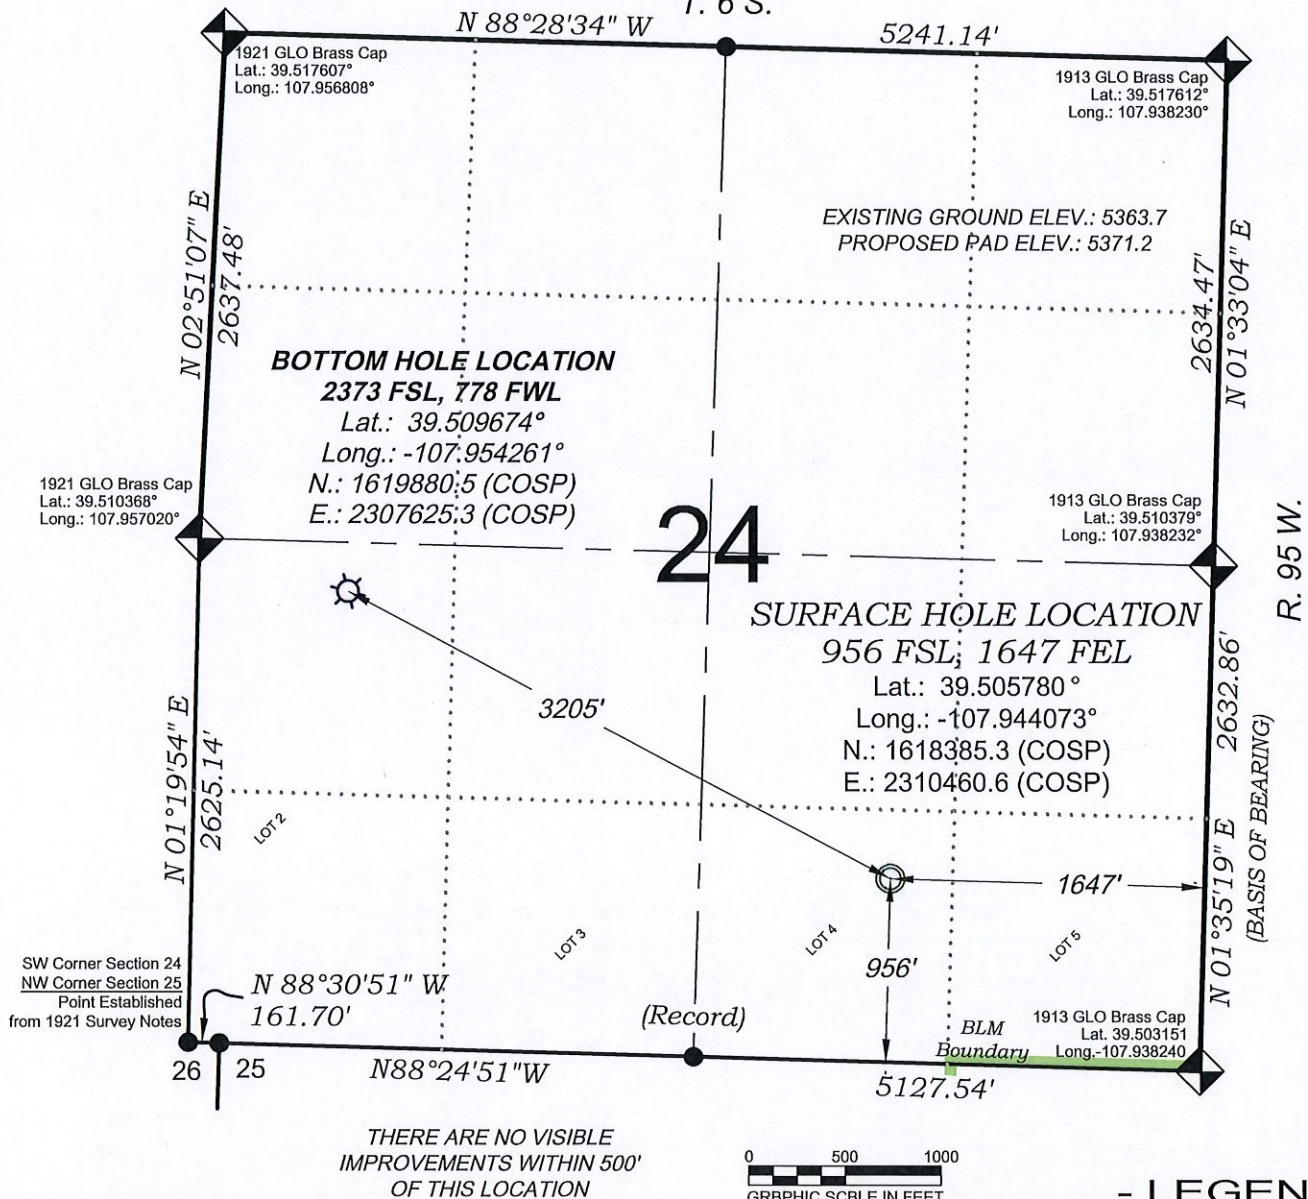 T. 6 S.
N 88°28'34" W
5241.14'
1921 GLO Brass Cap
Lat.: 39.517607°
Long.: 107.956808°
1913 GLO Brass Cap
Lat.: 39.517612°
Long.: 107.938230°
EXISTING GROUND ELEV.: 5363.7
PROPOSED PAD ELEV.: 5371.2
N 02°51'07" E
2637.48'
2634.47'
N 01°33'04" E
BOTTOM HOLE LOCATION
2373 FSL, 778 FWL
Lat.: 39.509674°
Long.: -107.954261°
N.: 1619880.5 (COSP)
E.: 2307625.3 (COSP)
1921 GLO Brass Cap
Lat.: 39.510368°
Long.: 107.957020°
24
1913 GLO Brass Cap
Lat.: 39.510379°
Long.: 107.938232°
R. 95 W.
SURFACE HOLE LOCATION
956 FSL, 1647 FEL
Lat.: 39.505780°
Long.: -107.944073°
N.: 1618385.3 (COSP)
E.: 2310460.6 (COSP)
3205'
N 01°19'54" E
2625.14'
2632.86'
N 01°35'19" E
(BASIS OF BEARING)
LOT 2
1647'
LOT 3
LOT 4
LOT 5
956'
SW Corner Section 24
NW Corner Section 25
Point Established
from 1921 Survey Notes
N 88°30'51" W
161.70'
(Record)
BLM
Boundary
1913 GLO Brass Cap
Lat. 39.503151
Long.-107.938240
26
25
N88°24'51"W
5127.54'
THERE ARE NO VISIBLE
IMPROVEMENTS WITHIN 500'
OF THIS LOCATION
0 500 1000
GRBPHIC SCBLE IN FEET
- LEGEN